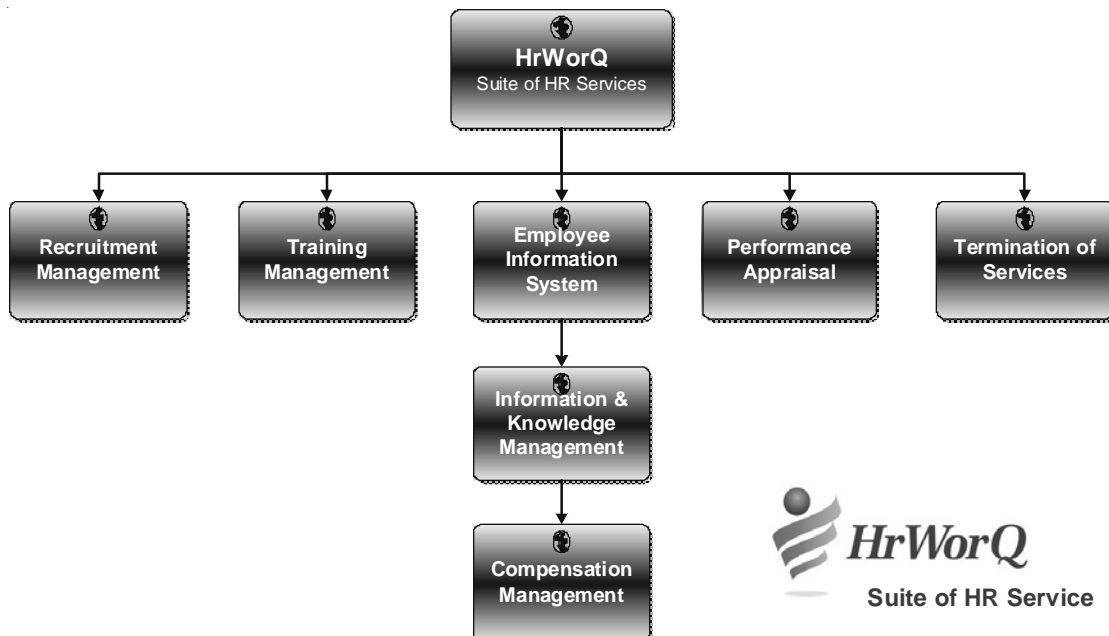 HrWorQ
Suite of HR Services
Recruitment
Management
Training
Management
Employee
Information
System
Performance
Appraisal
Termination of
Services
Information &
Knowledge
Management
Compensation
Management
HrWorQ
Suite of HR Service